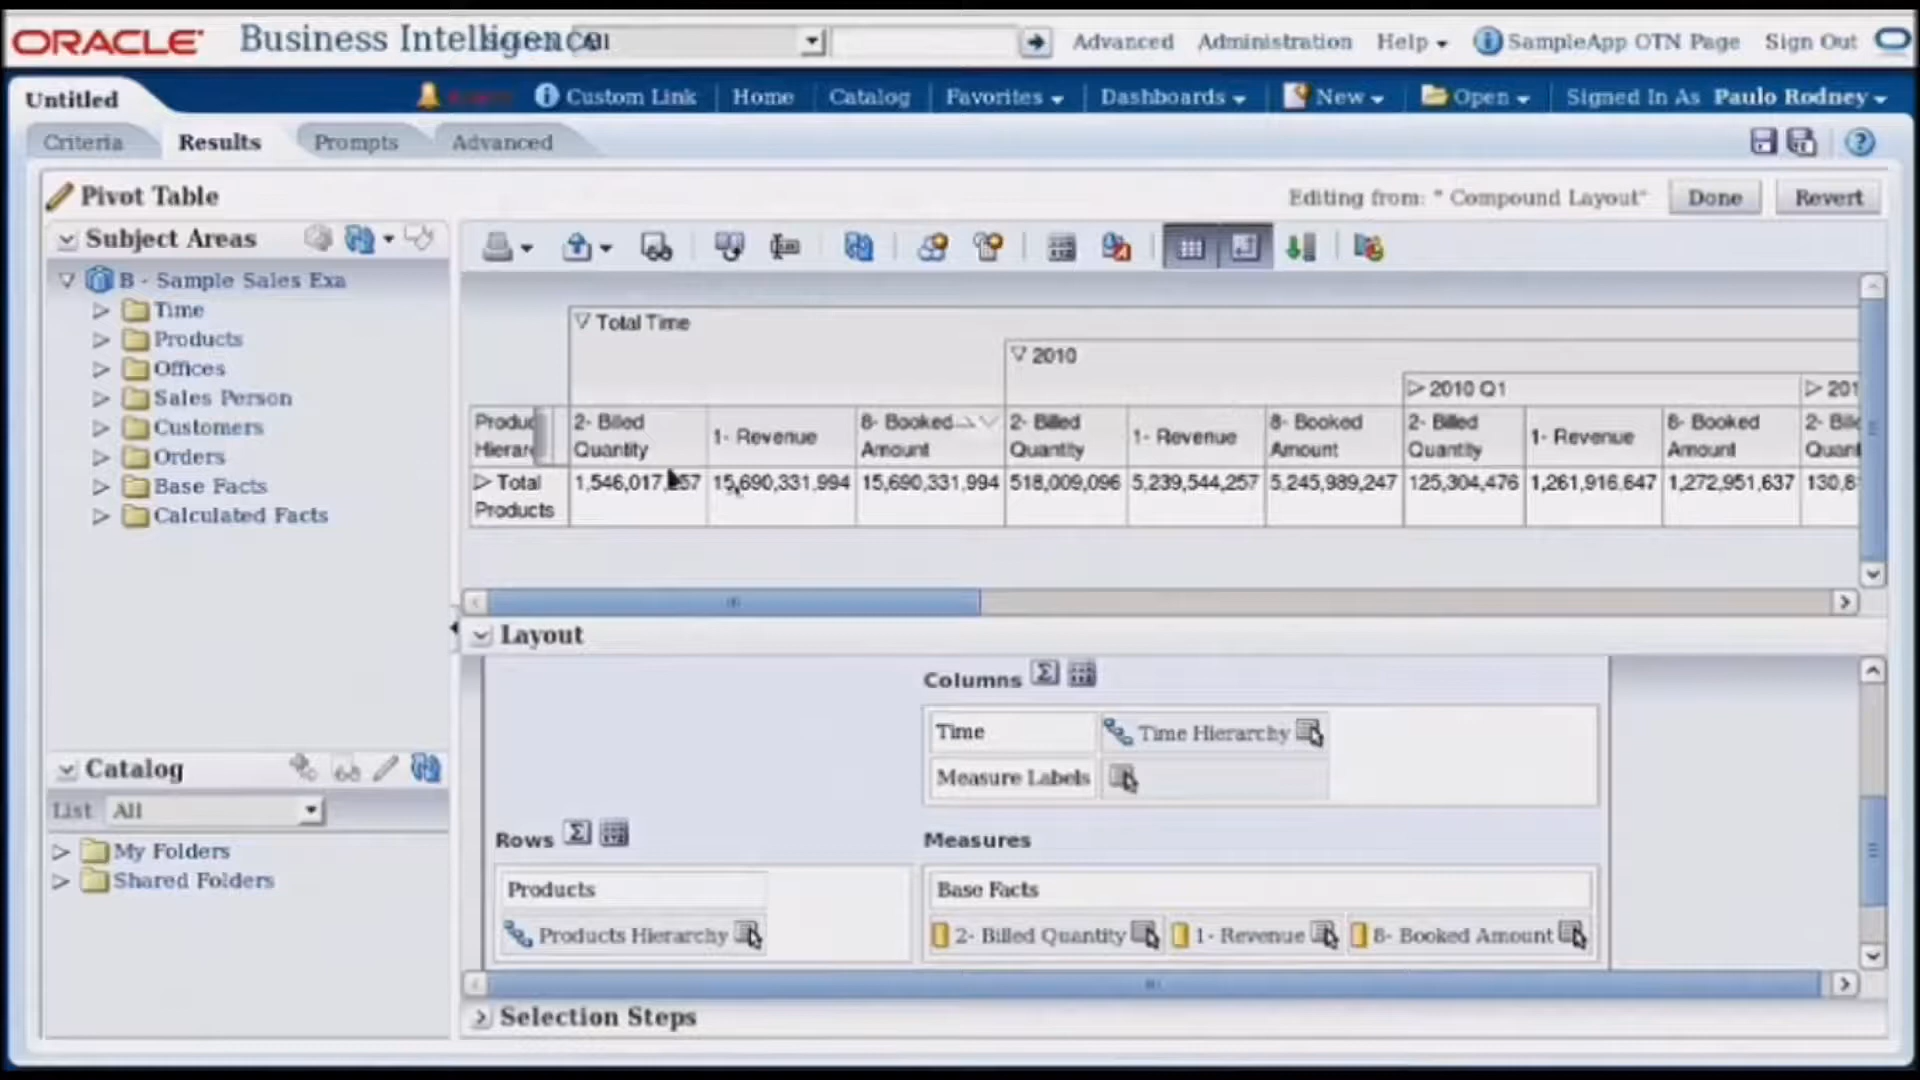 ORACLE Business Intelligence All Advanced Administration Help SampleApp OTN Page Sign Out
Untitled Custom Link Home Catalog Favorites Dashboards New Open Signed In As Paulo Rodney
Criteria Results Prompts Advanced
Pivot Table Editing from: " Compound Layout" Done Revert
Subject Areas
B - Sample Sales Exa
Time
Products
Offices
Sales Person
Customers
Orders
Base Facts
Calculated Facts
Total Time
2010
2010 Q1 201
2- Billed Quantity 1- Revenue 8- Booked Amount 2- Billed Quantity 1- Revenue 8- Booked Amount 2- Billed Quantity 1- Revenue 8- Booked Amount
Total Products 15,690,331,994 15,690,331,994 518,009,096 5,239,544,257 5,245,989,247 125,304,476 1,261,916,647 1,272,951,637 130,8
Layout
Columns
Time Time Hierarchy
Measure Labels
Rows Measures
Products Base Facts
Products Hierarchy 2- Billed Quantity 1- Revenue 8- Booked Amount
Catalog
List All
My Folders
Shared Folders
Selection Steps